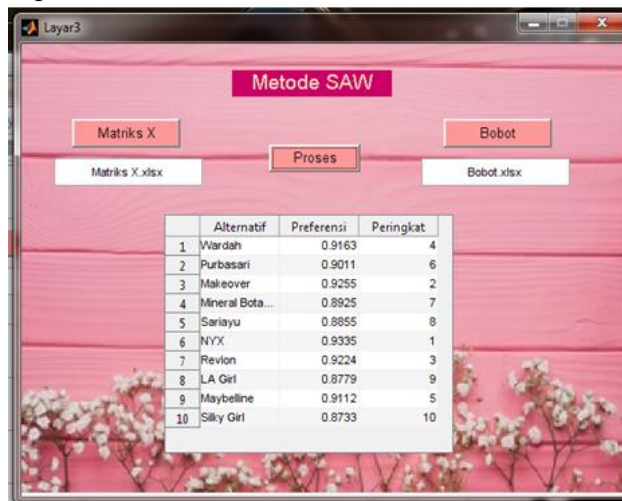 Layar3
Metode SAW
Matriks X
Bobot
Proses
Matriks X.xlsx
Bobot.xlsx
Alternatif Preferensi Peringkat
1 Wardah 0.9163 4
2 Purbasari 0.9011 6
3 Makeover 0.9255 2
4 Mineral Bota... 0.8925 7
5 Sariayu 0.8855 8
6 NYX 0.9335 1
7 Revlon 0.9224 3
8 LA Girl 0.8779 9
9 Maybelline 0.9112 5
10 Silky Girl 0.8733 10